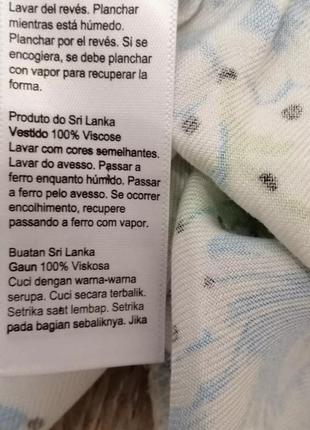 Lavar del revés. Planchar
mientras está húmedo.
Planchar por el revés. Si se
encogiera, se debe planchar
con vapor para recuperar la
forma.
Produto do Sri Lanka
Vestido 100% Viscose
Lavar com cores semelhantes.
Lavar do avesso. Passar a
ferro enquanto húmido. Passar
a ferro pelo avesso. Se ocorrer
encolhimento, recupere
passando a ferro com vapor.
Buatan Sri Lanka
Gaun 100% Viskosa
Cuci dengan warna-warna
serupa. Cuci secara terbalik.
Setrika saat lembap. Setrika
pada bagian sebaliknya. Jika